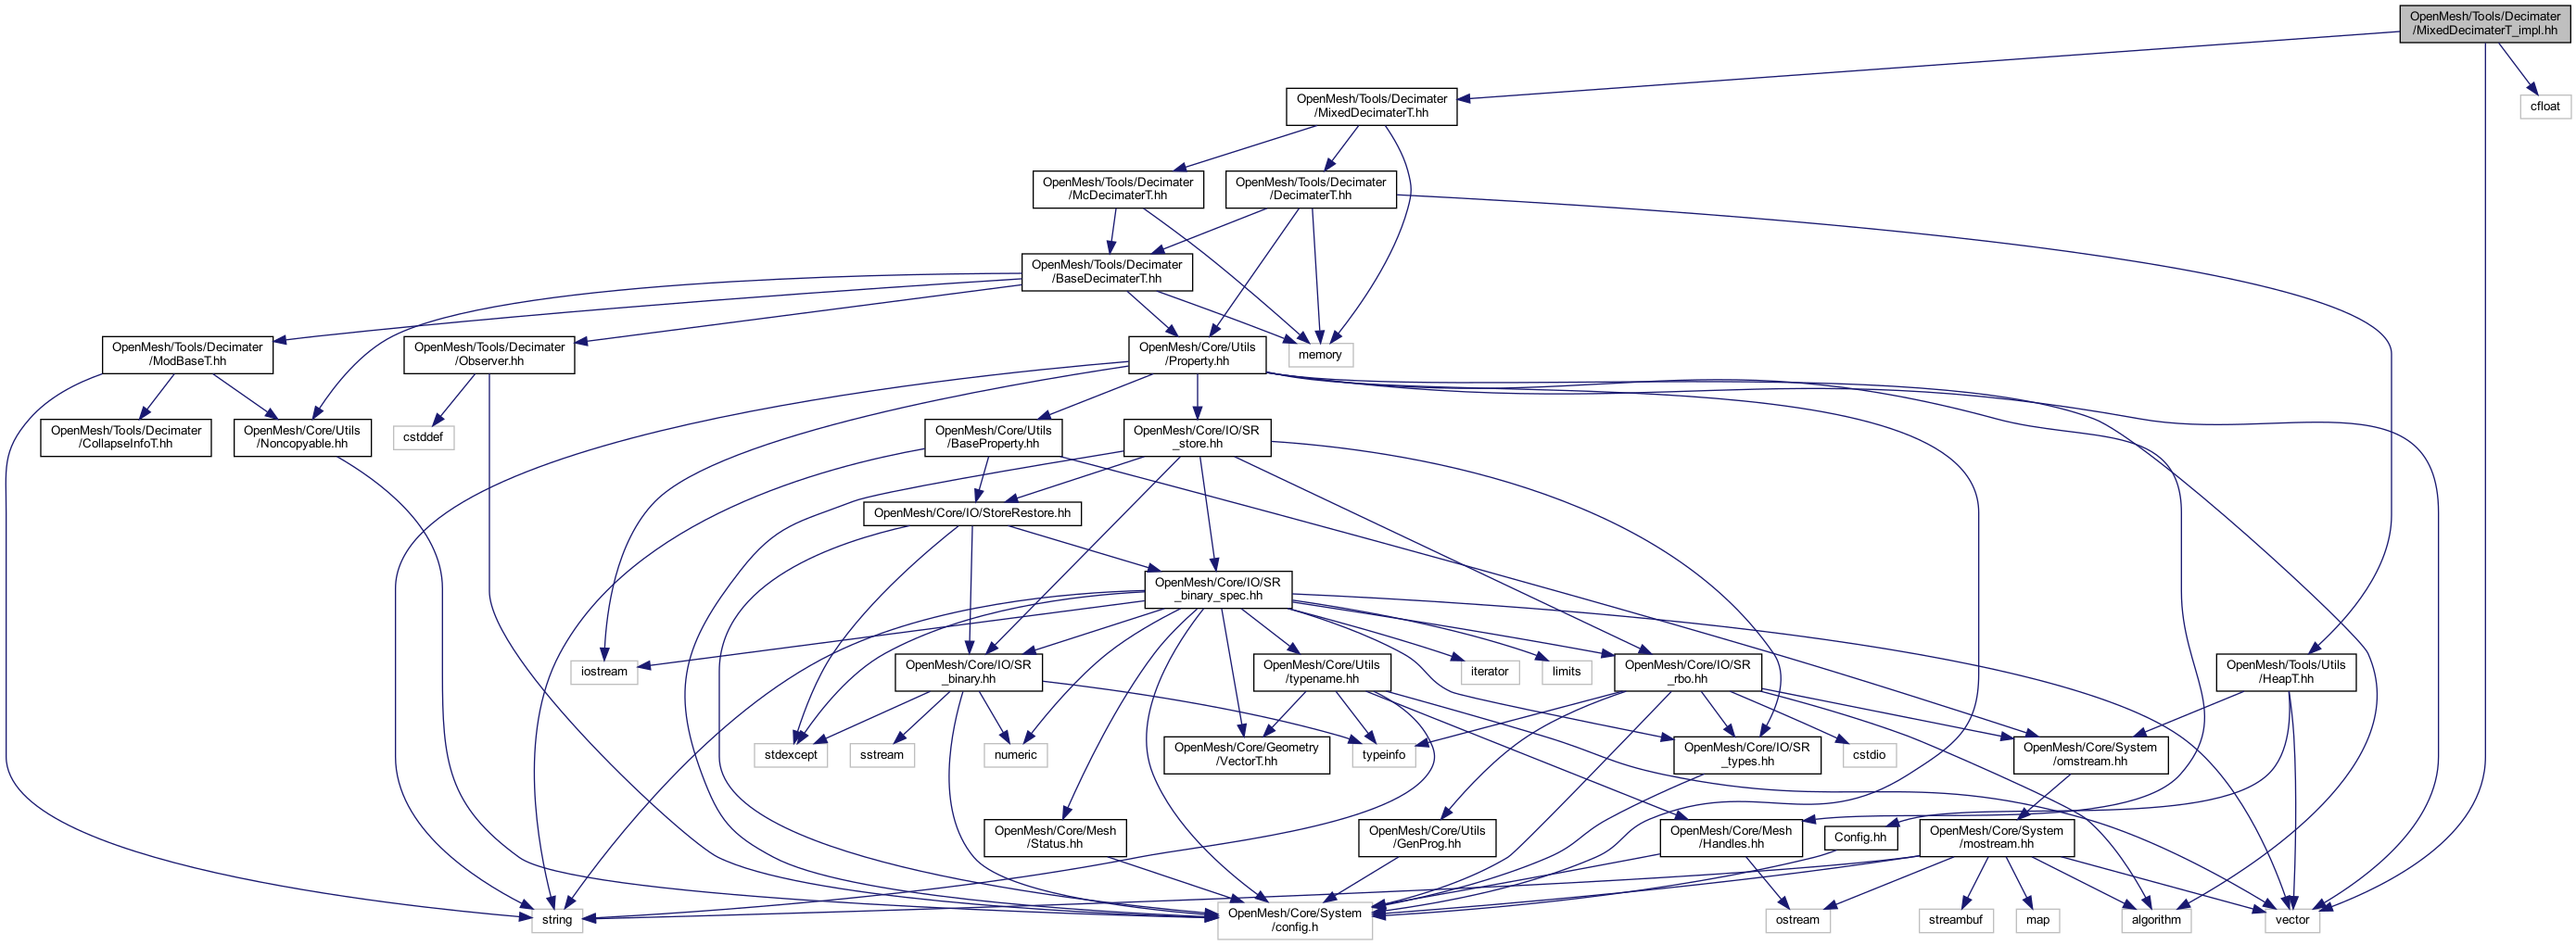 OpenMesh/Tools/Decimater
/MixedDecimaterT_impl.hh
OpenMesh/Tools/Decimater
/MixedDecimaterT.hh
cfloat
OpenMesh/Tools/Decimater
/McDecimaterT.hh
OpenMesh/Tools/Decimater
/DecimaterT.hh
OpenMesh/Tools/Decimater
/BaseDecimaterT.hh
OpenMesh/Tools/Decimater
/ModBaseT.hh
OpenMesh/Tools/Decimater
/Observer.hh
OpenMesh/Core/Utils
/Property.hh
memory
OpenMesh/Tools/Decimater
/CollapseInfoT.hh
OpenMesh/Core/Utils
/Noncopyable.hh
cstddef
OpenMesh/Core/Utils
/BaseProperty.hh
OpenMesh/Core/IO/SR
_store.hh
OpenMesh/Core/IO/StoreRestore.hh
OpenMesh/Core/IO/SR
_binary_spec.hh
iostream
OpenMesh/Core/IO/SR
_binary.hh
OpenMesh/Core/Utils
/typename.hh
iterator
limits
OpenMesh/Core/IO/SR
_rbo.hh
OpenMesh/Tools/Utils
/HeapT.hh
stdexcept
sstream
numeric
OpenMesh/Core/Geometry
/VectorT.hh
typeinfo
OpenMesh/Core/IO/SR
_types.hh
cstdio
OpenMesh/Core/System
/omstream.hh
OpenMesh/Core/Mesh
/Status.hh
OpenMesh/Core/Utils
/GenProg.hh
OpenMesh/Core/Mesh
/Handles.hh
Config.hh
OpenMesh/Core/System
/mostream.hh
string
OpenMesh/Core/System
/config.h
ostream
streambuf
map
algorithm
vector